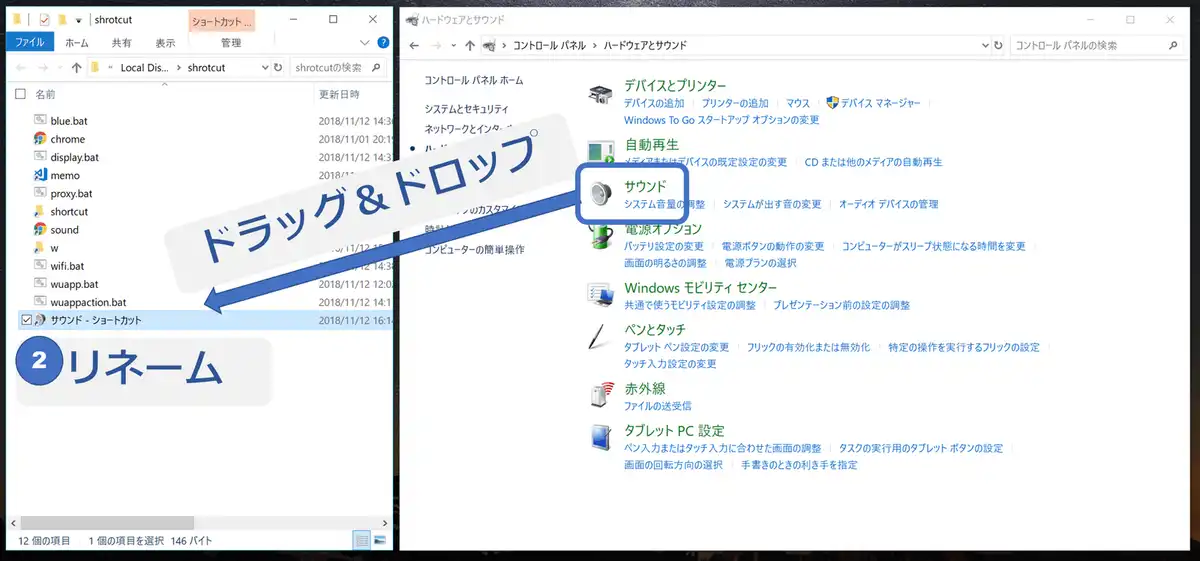 shrotcut
ショートカット ...
ファイル ホーム 共有 表示 管理
Local Dis... shrotcut
shrotcutの検索
名前 更新日時
blue.bat 2018/11/12 14:3
chrome 2018/11/01 20:19
display.bat 2018/11/12 14:3
memo
proxy.bat
shortcut
sound
w
wifi.bat
wuapp.bat 2018/11/12 12:0
wuappaction.bat 2018/11/12 14:1
サウンド - ショートカット 2018/11/12 16:14
ドラッグ＆ドロップ
2 リネーム
12 個の項目 1 個の項目を選択 146 バイト
ハードウェアとサウンド
コントロール パネル ハードウェアとサウンド
コントロール パネルの検索
コントロール パネル ホーム
システムとセキュリティ
ネットワークとインターネ
コンピューターの簡単操作
デバイスとプリンター
デバイスの追加 プリンターの追加 マウス デバイス マネージャー
Windows To Go スタートアップ オプションの変更
自動再生
メディアまたはデバイスの既定設定の変更 CD または他のメディアの自動再生
サウンド
システム音量の調整 システムが出す音の変更 オーディオ デバイスの管理
電源オプション
バッテリ設定の変更 電源ボタンの動作の変更 コンピューターがスリープ状態になる時間を変更
画面の明るさの調整 電源プランの選択
Windows モビリティ センター
共通で使うモビリティ設定の調整 プレゼンテーション前の設定の調整
ペンとタッチ
タブレット ペン設定の変更 フリックの有効化または無効化 特定の操作を実行するフリックの設定
タッチ入力設定の変更
赤外線
ファイルの送受信
タブレット PC 設定
ペン入力またはタッチ入力に合わせた画面の調整 タスクの実行用のタブレット ボタンの設定
画面の回転方向の選択 手書きのときの利き手を指定